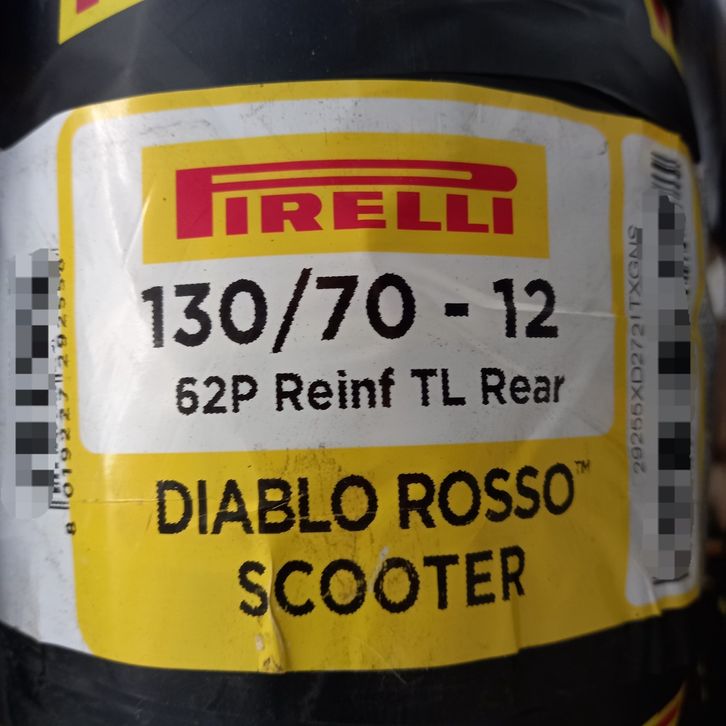 PIRELLI
130/70 - 12
62P Reinf TL Rear
DIABLO ROSSO™
SCOOTER